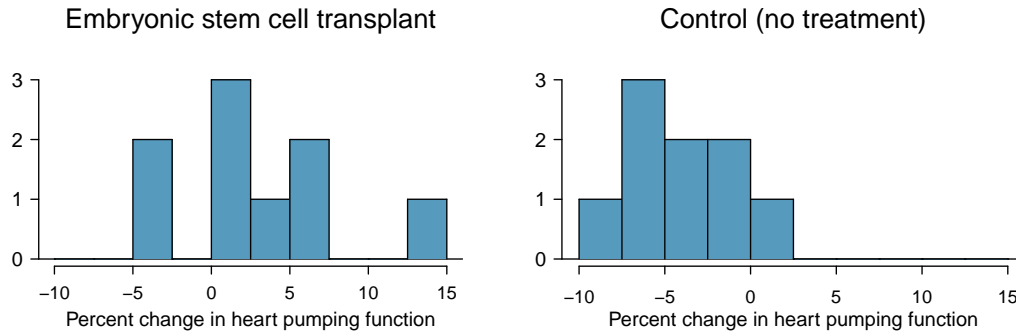 Embryonic stem cell transplant
3
2
1
0
−10 −5 0 5 10 15
Percent change in heart pumping function
Control (no treatment)
3
2
1
0
−10 −5 0 5 10 15
Percent change in heart pumping function